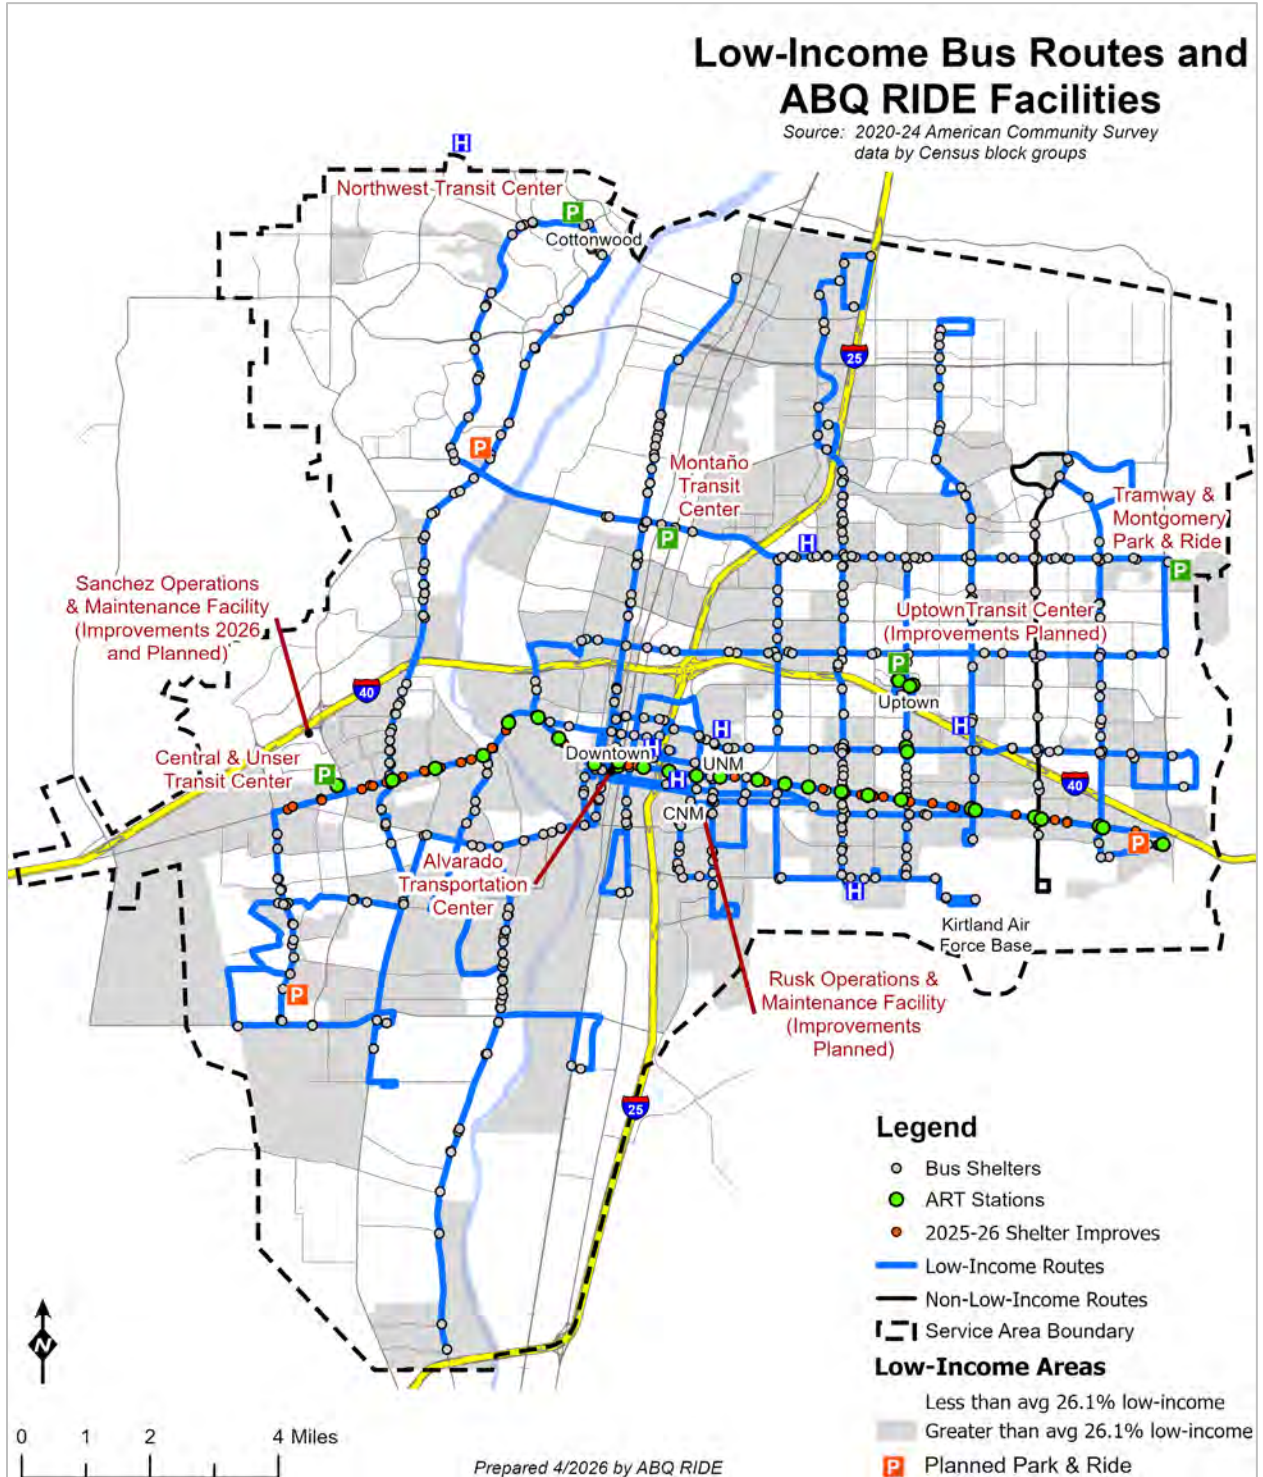 Low-Income Bus Routes and
ABQ RIDE Facilities
Source: 2020-24 American Community Survey
data by Census block groups
H
Northwest Transit Center
P
Cottonwood
25
P
Montaño
Transit
Center
Tramway &
Montgomery
Park & Ride
P
H
P
Sanchez Operations
& Maintenance Facility
(Improvements 2026
and Planned)
UptownTransit Center
(Improvements Planned)
P
40
Uptown
H
H
Central & Unser
Transit Center
P
Downtown
H
UNM
H
40
CNM
P
Alvarado
Transportation
Center
H
Kirtland Air
Force Base
P
Rusk Operations &
Maintenance Facility
(Improvements
Planned)
25
Legend
Bus Shelters
ART Stations
2025-26 Shelter Improves
Low-Income Routes
Non-Low-Income Routes
Service Area Boundary
Low-Income Areas
Less than avg 26.1% low-income
Greater than avg 26.1% low-income
P Planned Park & Ride
N
0 1 2 4 Miles
Prepared 4/2026 by ABQ RIDE